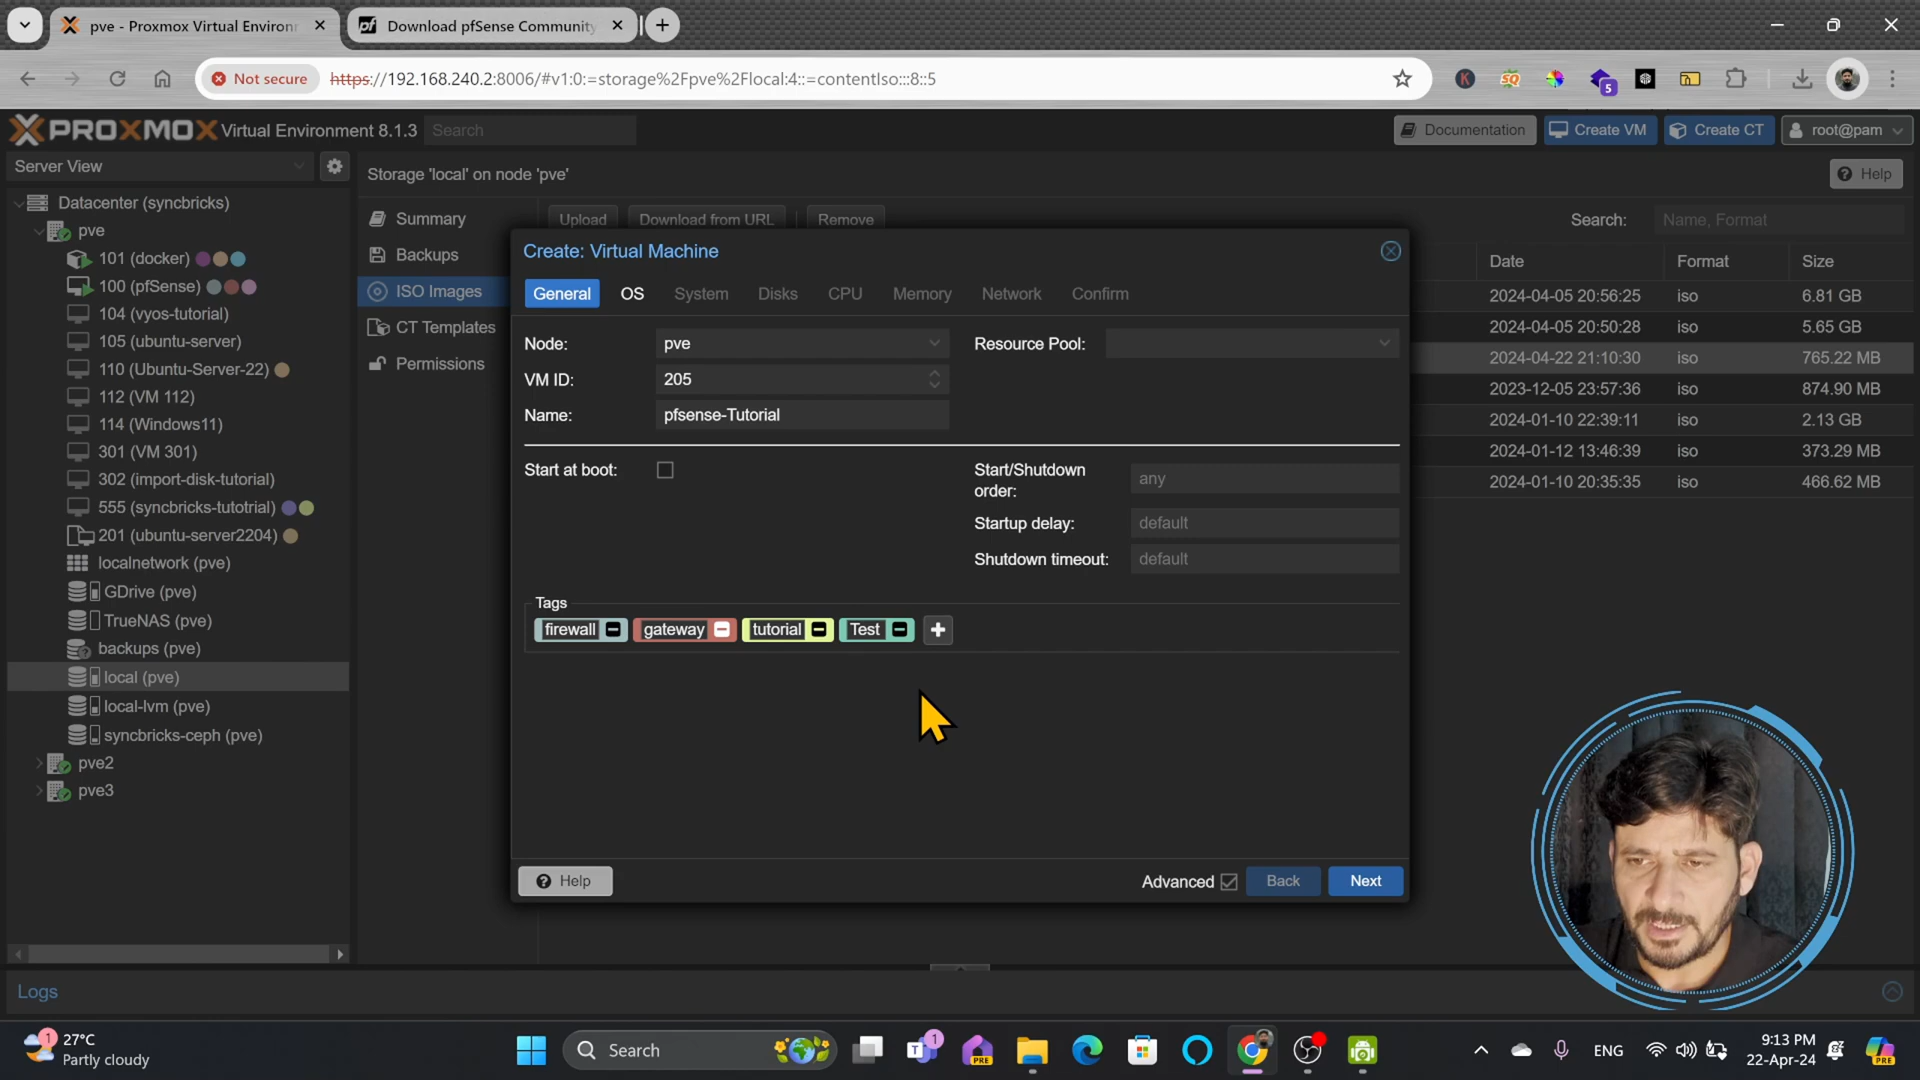 pve - Proxmox Virtual Environ
Download pfSense Community
Not secure
https://192.168.240.2:8006/#v1:0:=storage%2Fpve%2Flocal:4::=contentIso:::8::5
K
SQ
5
PROXMOX Virtual Environment 8.1.3
Search
Documentation
Create VM
Create CT
root@pam
Server View
Storage 'local' on node 'pve'
Help
Datacenter (syncbricks)
pve
101 (docker)
100 (pfSense)
104 (vyos-tutorial)
105 (ubuntu-server)
110 (Ubuntu-Server-22)
112 (VM 112)
114 (Windows11)
301 (VM 301)
302 (import-disk-tutorial)
555 (syncbricks-tutotrial)
201 (ubuntu-server2204)
localnetwork (pve)
GDrive (pve)
TrueNAS (pve)
backups (pve)
local (pve)
local-lvm (pve)
syncbricks-ceph (pve)
pve2
pve3
Summary
Backups
ISO Images
CT Templates
Permissions
Upload
Download from URL
Remove
Search:
Name, Format
Date
Format
Size
2024-04-05 20:56:25 iso 6.81 GB
2024-04-05 20:50:28 iso 5.65 GB
2024-04-22 21:10:30 iso 765.22 MB
2023-12-05 23:57:36 iso 874.90 MB
2024-01-10 22:39:11 iso 2.13 GB
2024-01-12 13:46:39 iso 373.29 MB
2024-01-10 20:35:35 iso 466.62 MB
Create: Virtual Machine
General OS System Disks CPU Memory Network Confirm
Node: pve
Resource Pool:
VM ID: 205
Name: pfsense-Tutorial
Start at boot:
Start/Shutdown order: any
Startup delay: default
Shutdown timeout: default
Tags
firewall gateway tutorial Test
Help
Advanced
Back
Next
Logs
1
27°C
Partly cloudy
Search
1
PRE
ENG
9:13 PM
22-Apr-24
PRE